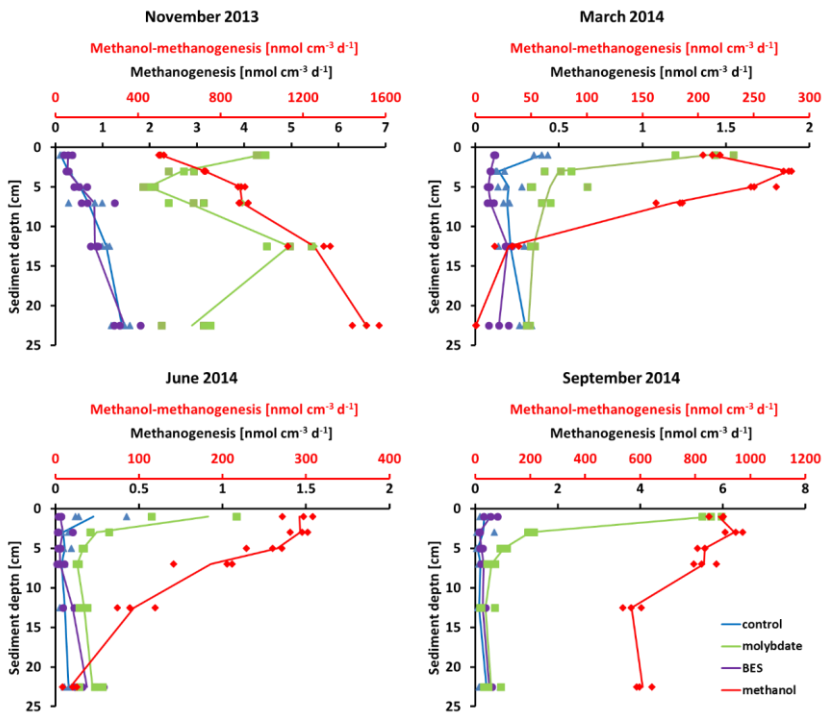 November 2013
Methanol-methanogenesis [nmol cm⁻³ d⁻¹]
Methanogenesis [nmol cm⁻³ d⁻¹]
0 400 800 1200 1600
0 1 2 3 4 5 6 7
0
5
10
15
20
25
Sediment deptn [cm]
March 2014
Methanol-methanogenesis [nmol cm⁻³ d⁻¹]
Methanogenesis [nmol cm⁻³ d⁻¹]
0 50 100 150 200 250 300
0 0.5 1 1.5 2
0
5
10
15
20
25
Sediment deptn [cm]
June 2014
Methanol-methanogenesis [nmol cm⁻³ d⁻¹]
Methanogenesis [nmol cm⁻³ d⁻¹]
0 100 200 300 400
0 0.5 1 1.5 2
0
5
10
15
20
25
Sediment deptn [cm]
September 2014
Methanol-methanogenesis [nmol cm⁻³ d⁻¹]
Methanogenesis [nmol cm⁻³ d⁻¹]
0 200 400 600 800 1000 1200
0 2 4 6 8
0
5
10
15
20
25
Sediment deptn [cm]
control
molybdate
BES
methanol